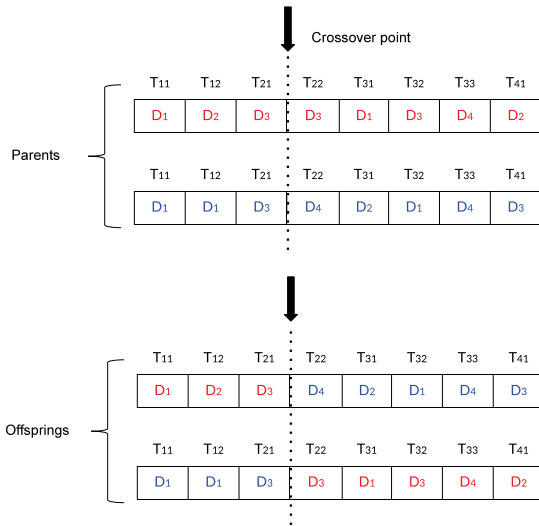 Crossover point
T11 T12 T21 T22 T31 T32 T33 T41
D1 D2 D3 D3 D1 D3 D4 D2
Parents
T11 T12 T21 T22 T31 T32 T33 T41
D1 D1 D3 D4 D2 D1 D4 D3
T11 T12 T21 T22 T31 T32 T33 T41
D1 D2 D3 D4 D2 D1 D4 D3
Offsprings
T11 T12 T21 T22 T31 T32 T33 T41
D1 D1 D3 D3 D1 D3 D4 D2